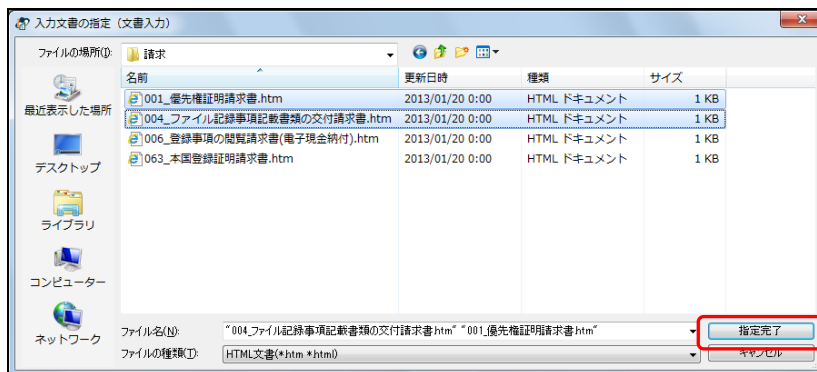 入力文書の指定（文書入力）
ファイルの場所(I): 請求
名前 更新日時 種類 サイズ
001_優先権証明請求書.htm 2013/01/20 0:00 HTML ドキュメント 1 KB
004_ファイル記録事項記載書類の交付請求書.htm 2013/01/20 0:00 HTML ドキュメント 1 KB
006_登録事項の閲覧請求書(電子現金納付).htm 2013/01/20 0:00 HTML ドキュメント 1 KB
063_本国登録証明請求書.htm 2013/01/20 0:00 HTML ドキュメント 1 KB
最近表示した場所
デスクトップ
ライブラリ
コンピューター
ネットワーク
ファイル名(N): "004_ファイル記録事項記載書類の交付請求書.htm" "001_優先権証明請求書.htm" 指定完了
ファイルの種類(T): HTML文書(*.htm *.html) キャンセル